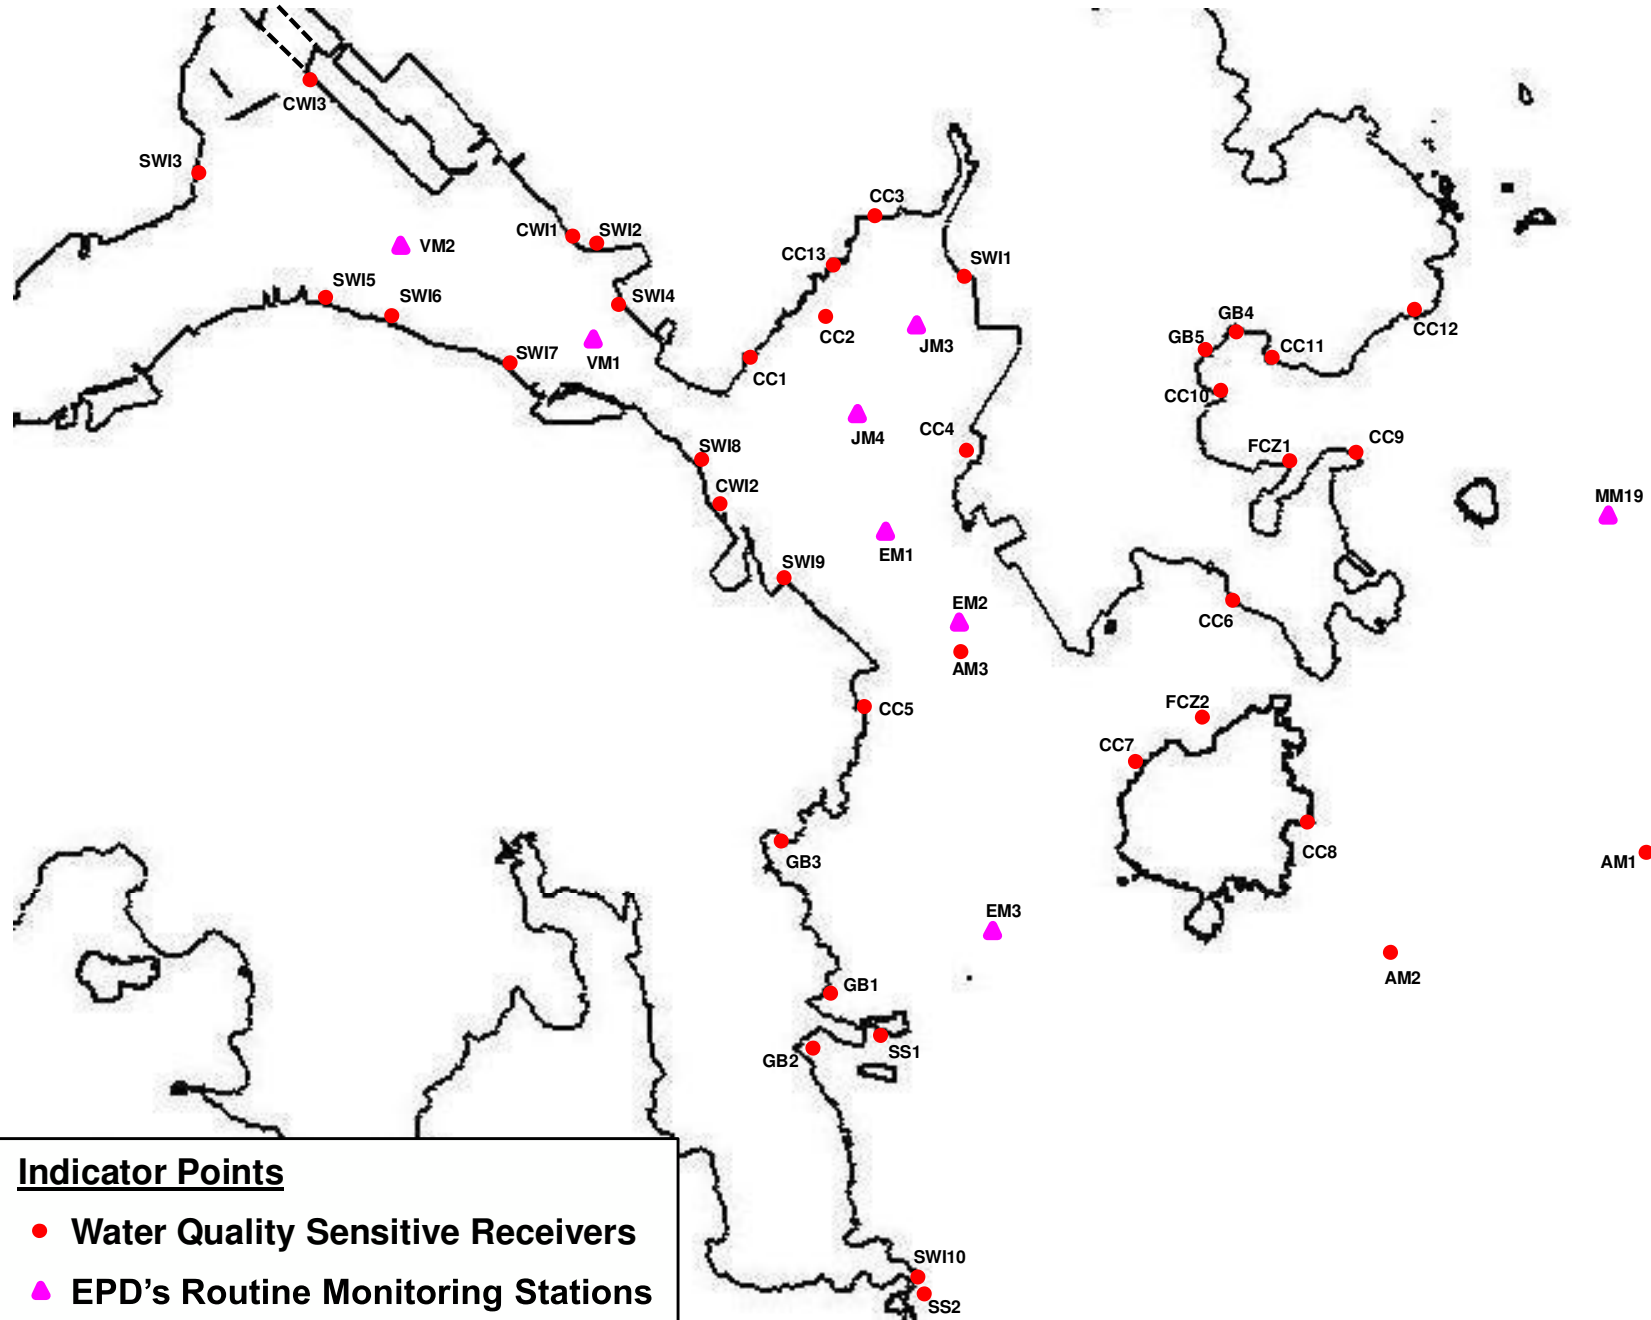 CWI3
SWI3
CC3
CWI1
SWI2
VM2
CC13
SWI1
SWI5
SWI6
SWI4
GB4
CC12
CC2
JM3
GB5
SWI7
VM1
CC11
CC1
CC10
CC4
JM4
CC9
SWI8
FCZ1
CWI2
MM19
EM1
SWI9
EM2
CC6
AM3
FCZ2
CC5
CC7
GB3
CC8
AM1
EM3
AM2
GB1
SS1
GB2
Indicator Points
Water Quality Sensitive Receivers
SWI10
EPD's Routine Monitoring Stations
SS2